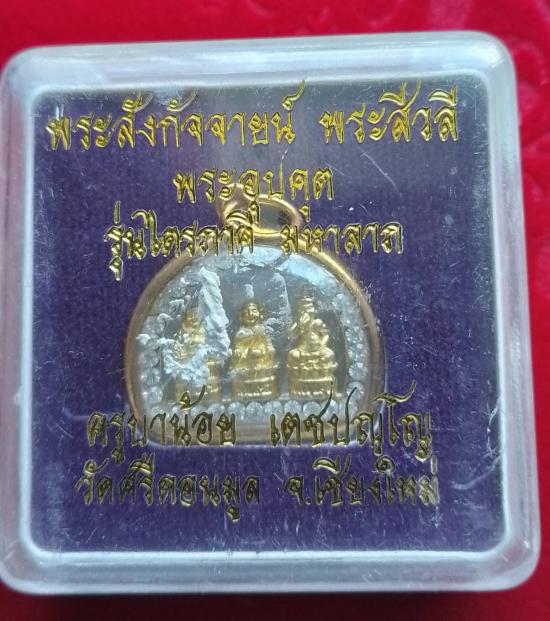 พระสังกัจจายน์ พระสีวลี
พระอุปคุต
รุ่นไตรภาคี มหาลาภ
ครูบาน้อย เตชปญฺโญ
วัดศรีดอนมูล จ.เชียงใหม่